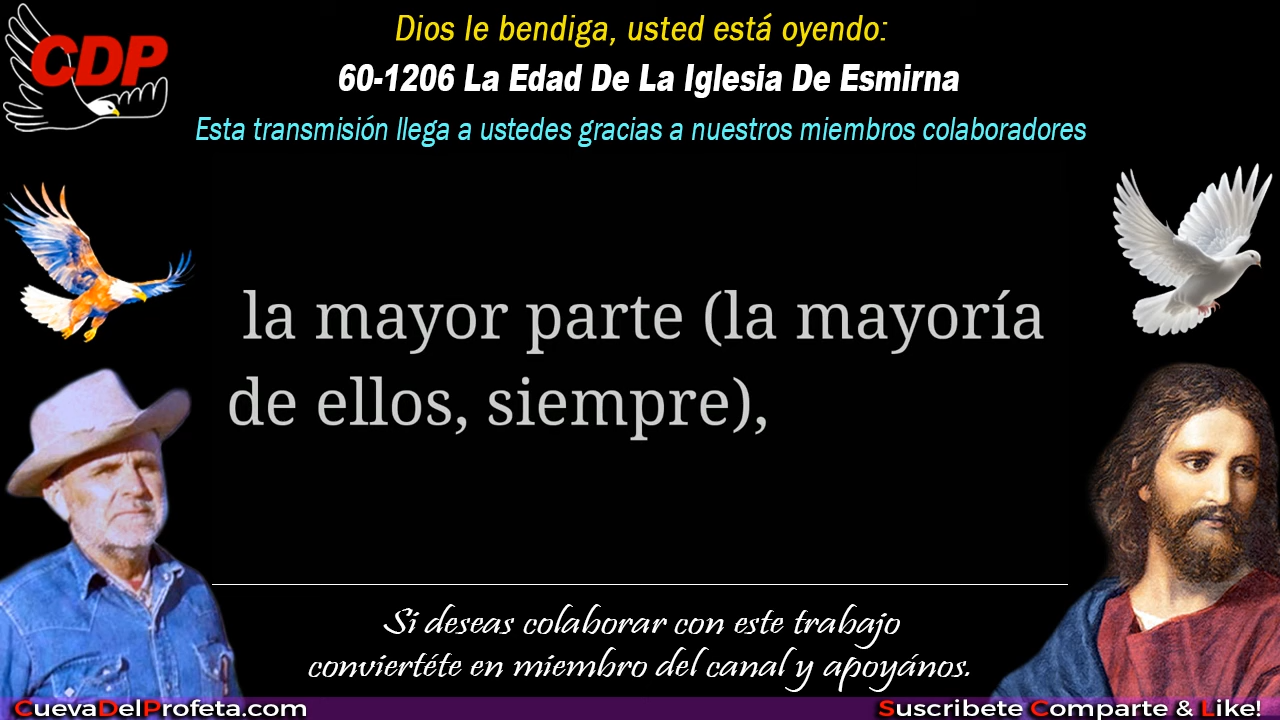 CDP
Dios le bendiga, usted está oyendo:
60-1206 La Edad De La Iglesia De Esmirna
Esta transmisión llega a ustedes gracias a nuestros miembros colaboradores
la mayor parte (la mayoría
de ellos, siempre),
Si deseas colaborar con este trabajo
conviertéte en miembro del canal y apoyános.
CuevaDelProfeta.com
Suscribete Comparte & Like!